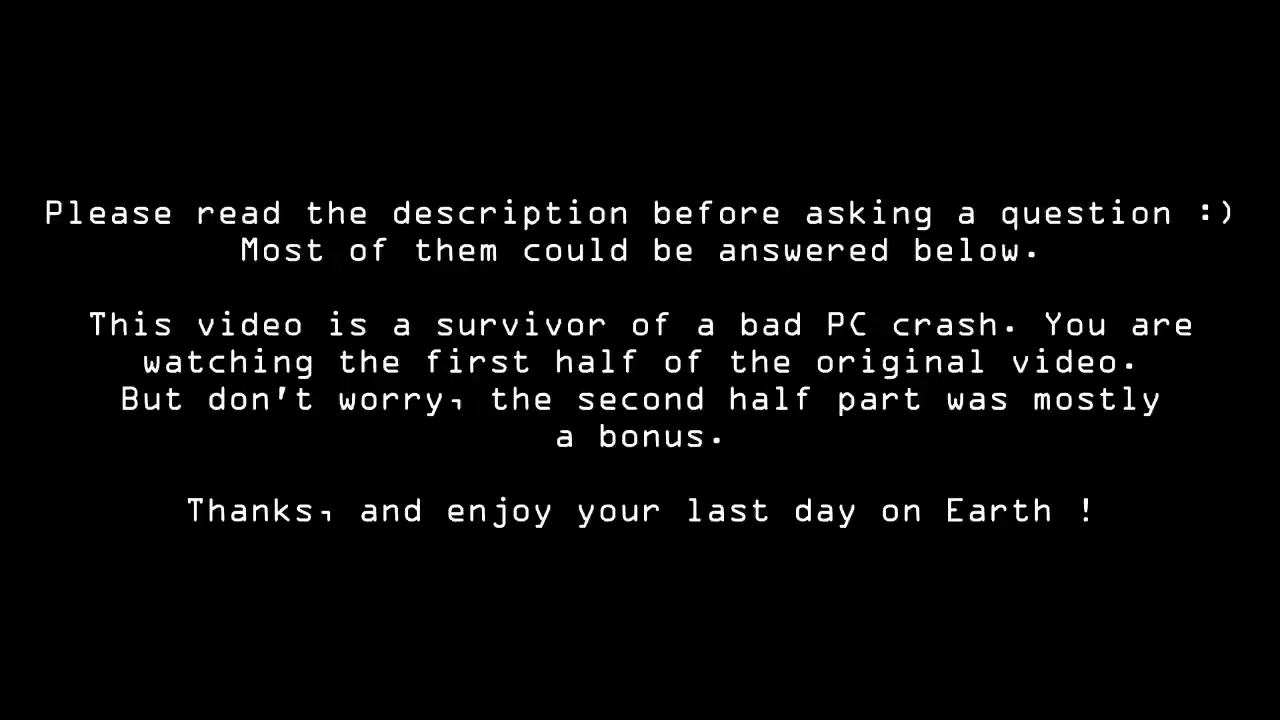 Please read the description before asking a question :)
Most of them could be answered below.
This video is a survivor of a bad PC crash. You are
watching the first half of the original video.
But don't worry, the second half part was mostly
a bonus.
Thanks, and enjoy your last day on Earth !